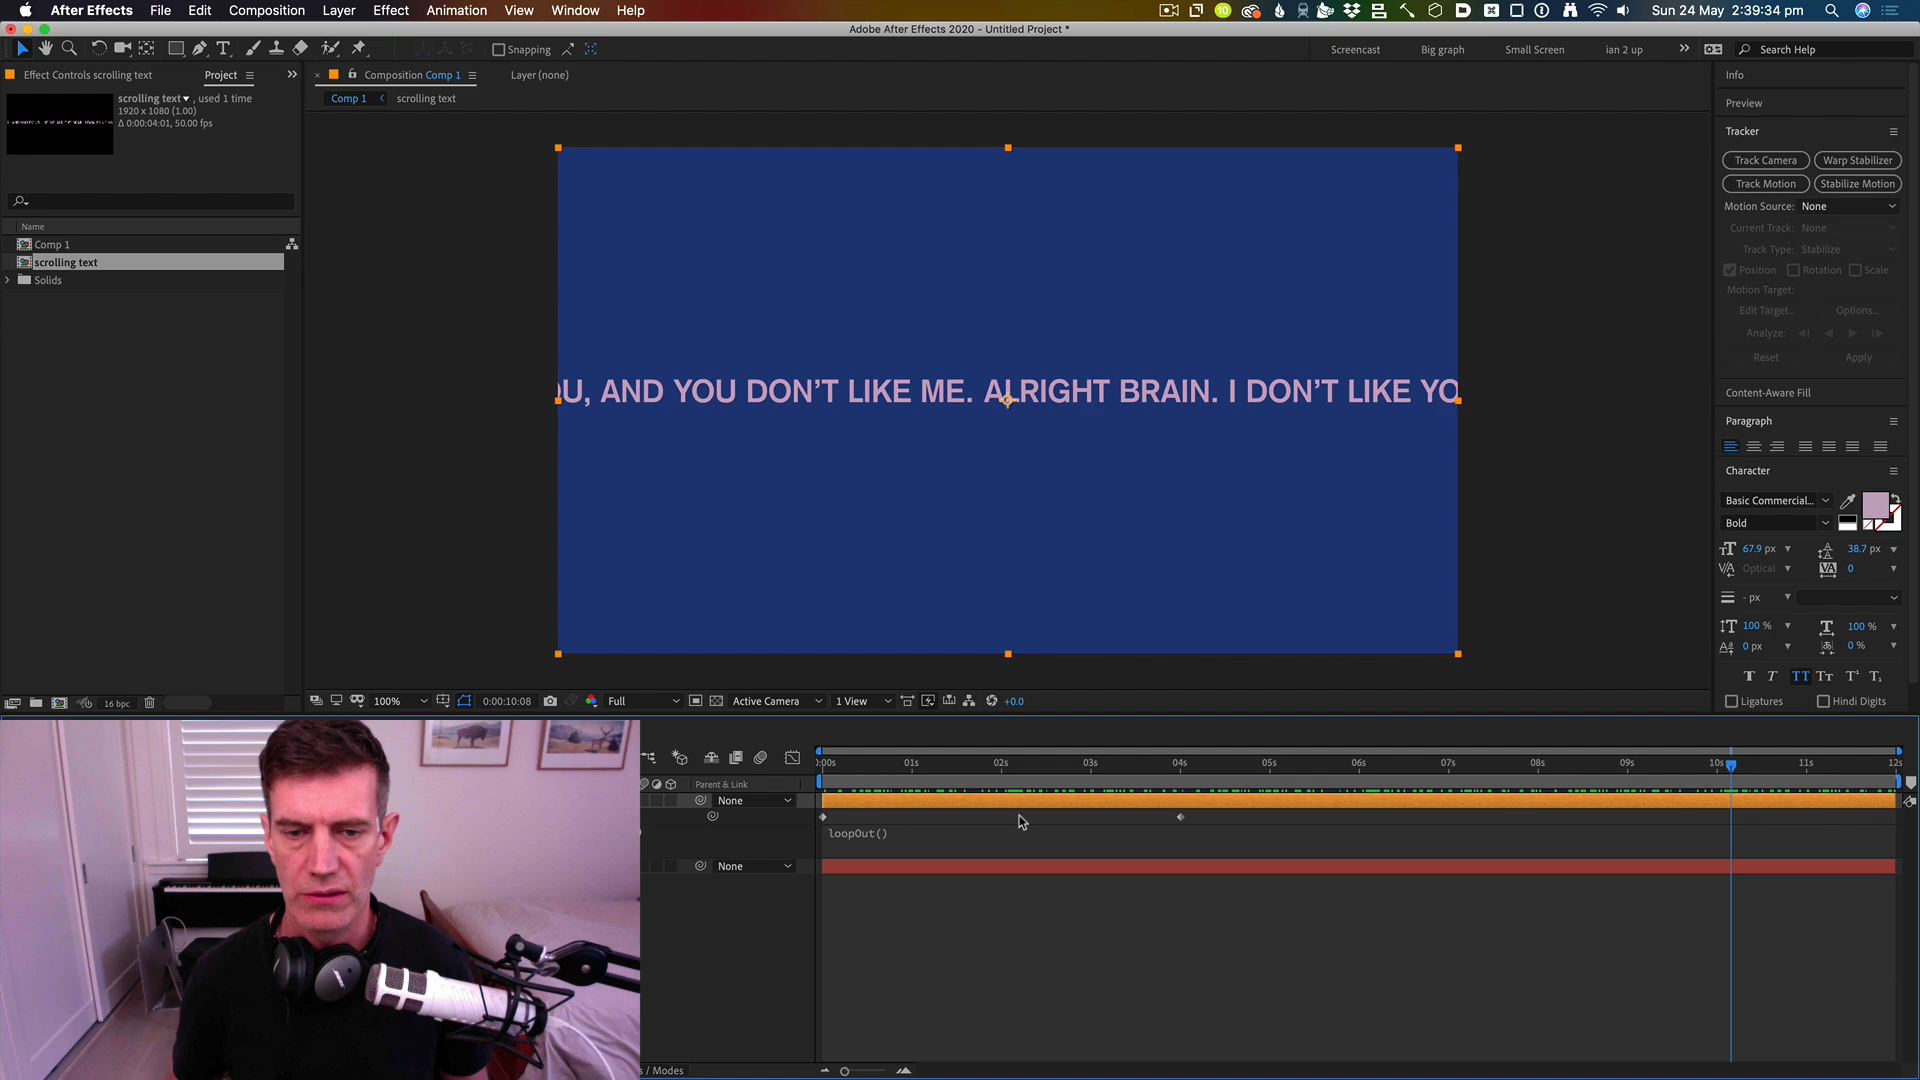 After Effects File Edit Composition Layer Effect Animation View Window Help
10
Sun 24 May 2:39:34 pm
Adobe After Effects 2020 - Untitled Project *
Snapping
Screencast Big graph Small Screen ian 2 up
Search Help
Effect Controls scrolling text Project
Composition Comp 1 Layer (none)
Comp 1 scrolling text
scrolling text, used 1 time
1920 x 1080 (1.00)
Δ 0:00:04:01, 50.00 fps
Name
Comp 1
scrolling text
Solids
16 bpc
OU, AND YOU DON'T LIKE ME. ALRIGHT BRAIN. I DON'T LIKE YO
100% 0:00:10:08 Full Active Camera 1 View +0.0
Info
Preview
Tracker
Track Camera Warp Stabilizer
Track Motion Stabilize Motion
Motion Source: None
Current Track: None
Track Type: Stabilize
Position Rotation Scale
Motion Target:
Edit Target... Options...
Analyze:
Reset Apply
Content-Aware Fill
Paragraph
Character
Basic Commercial...
Bold
67.9 px 38.7 px
Optical 0
- px
100 % 100 %
0 px 0 %
Ligatures Hindi Digits
:00s 01s 02s 03s 04s 05s 06s 07s 08s 09s 10s 11s 12s
Parent & Link
None
loopOut()
None
s / Modes
BOSE